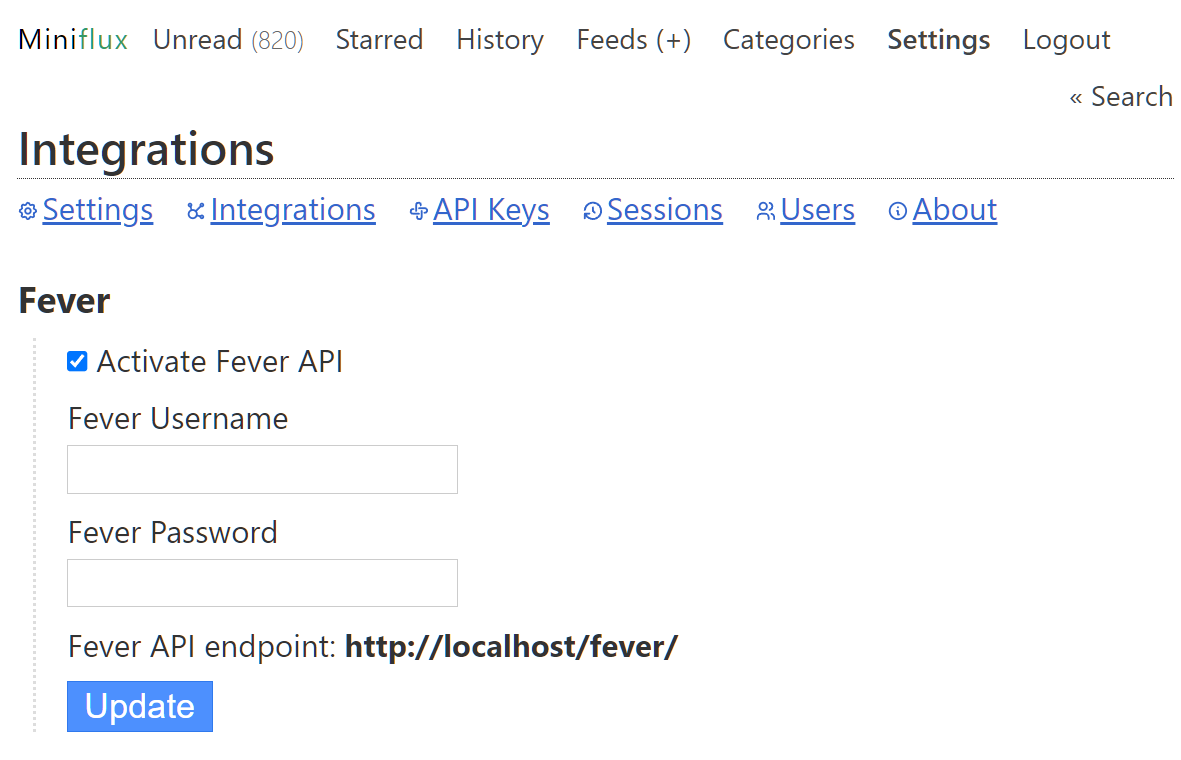 Miniflux Unread (820) Starred History Feeds (+) Categories Settings Logout
« Search
Integrations
Settings Integrations API Keys Sessions Users About
Fever
Activate Fever API
Fever Username
Fever Password
Fever API endpoint: http://localhost/fever/
Update